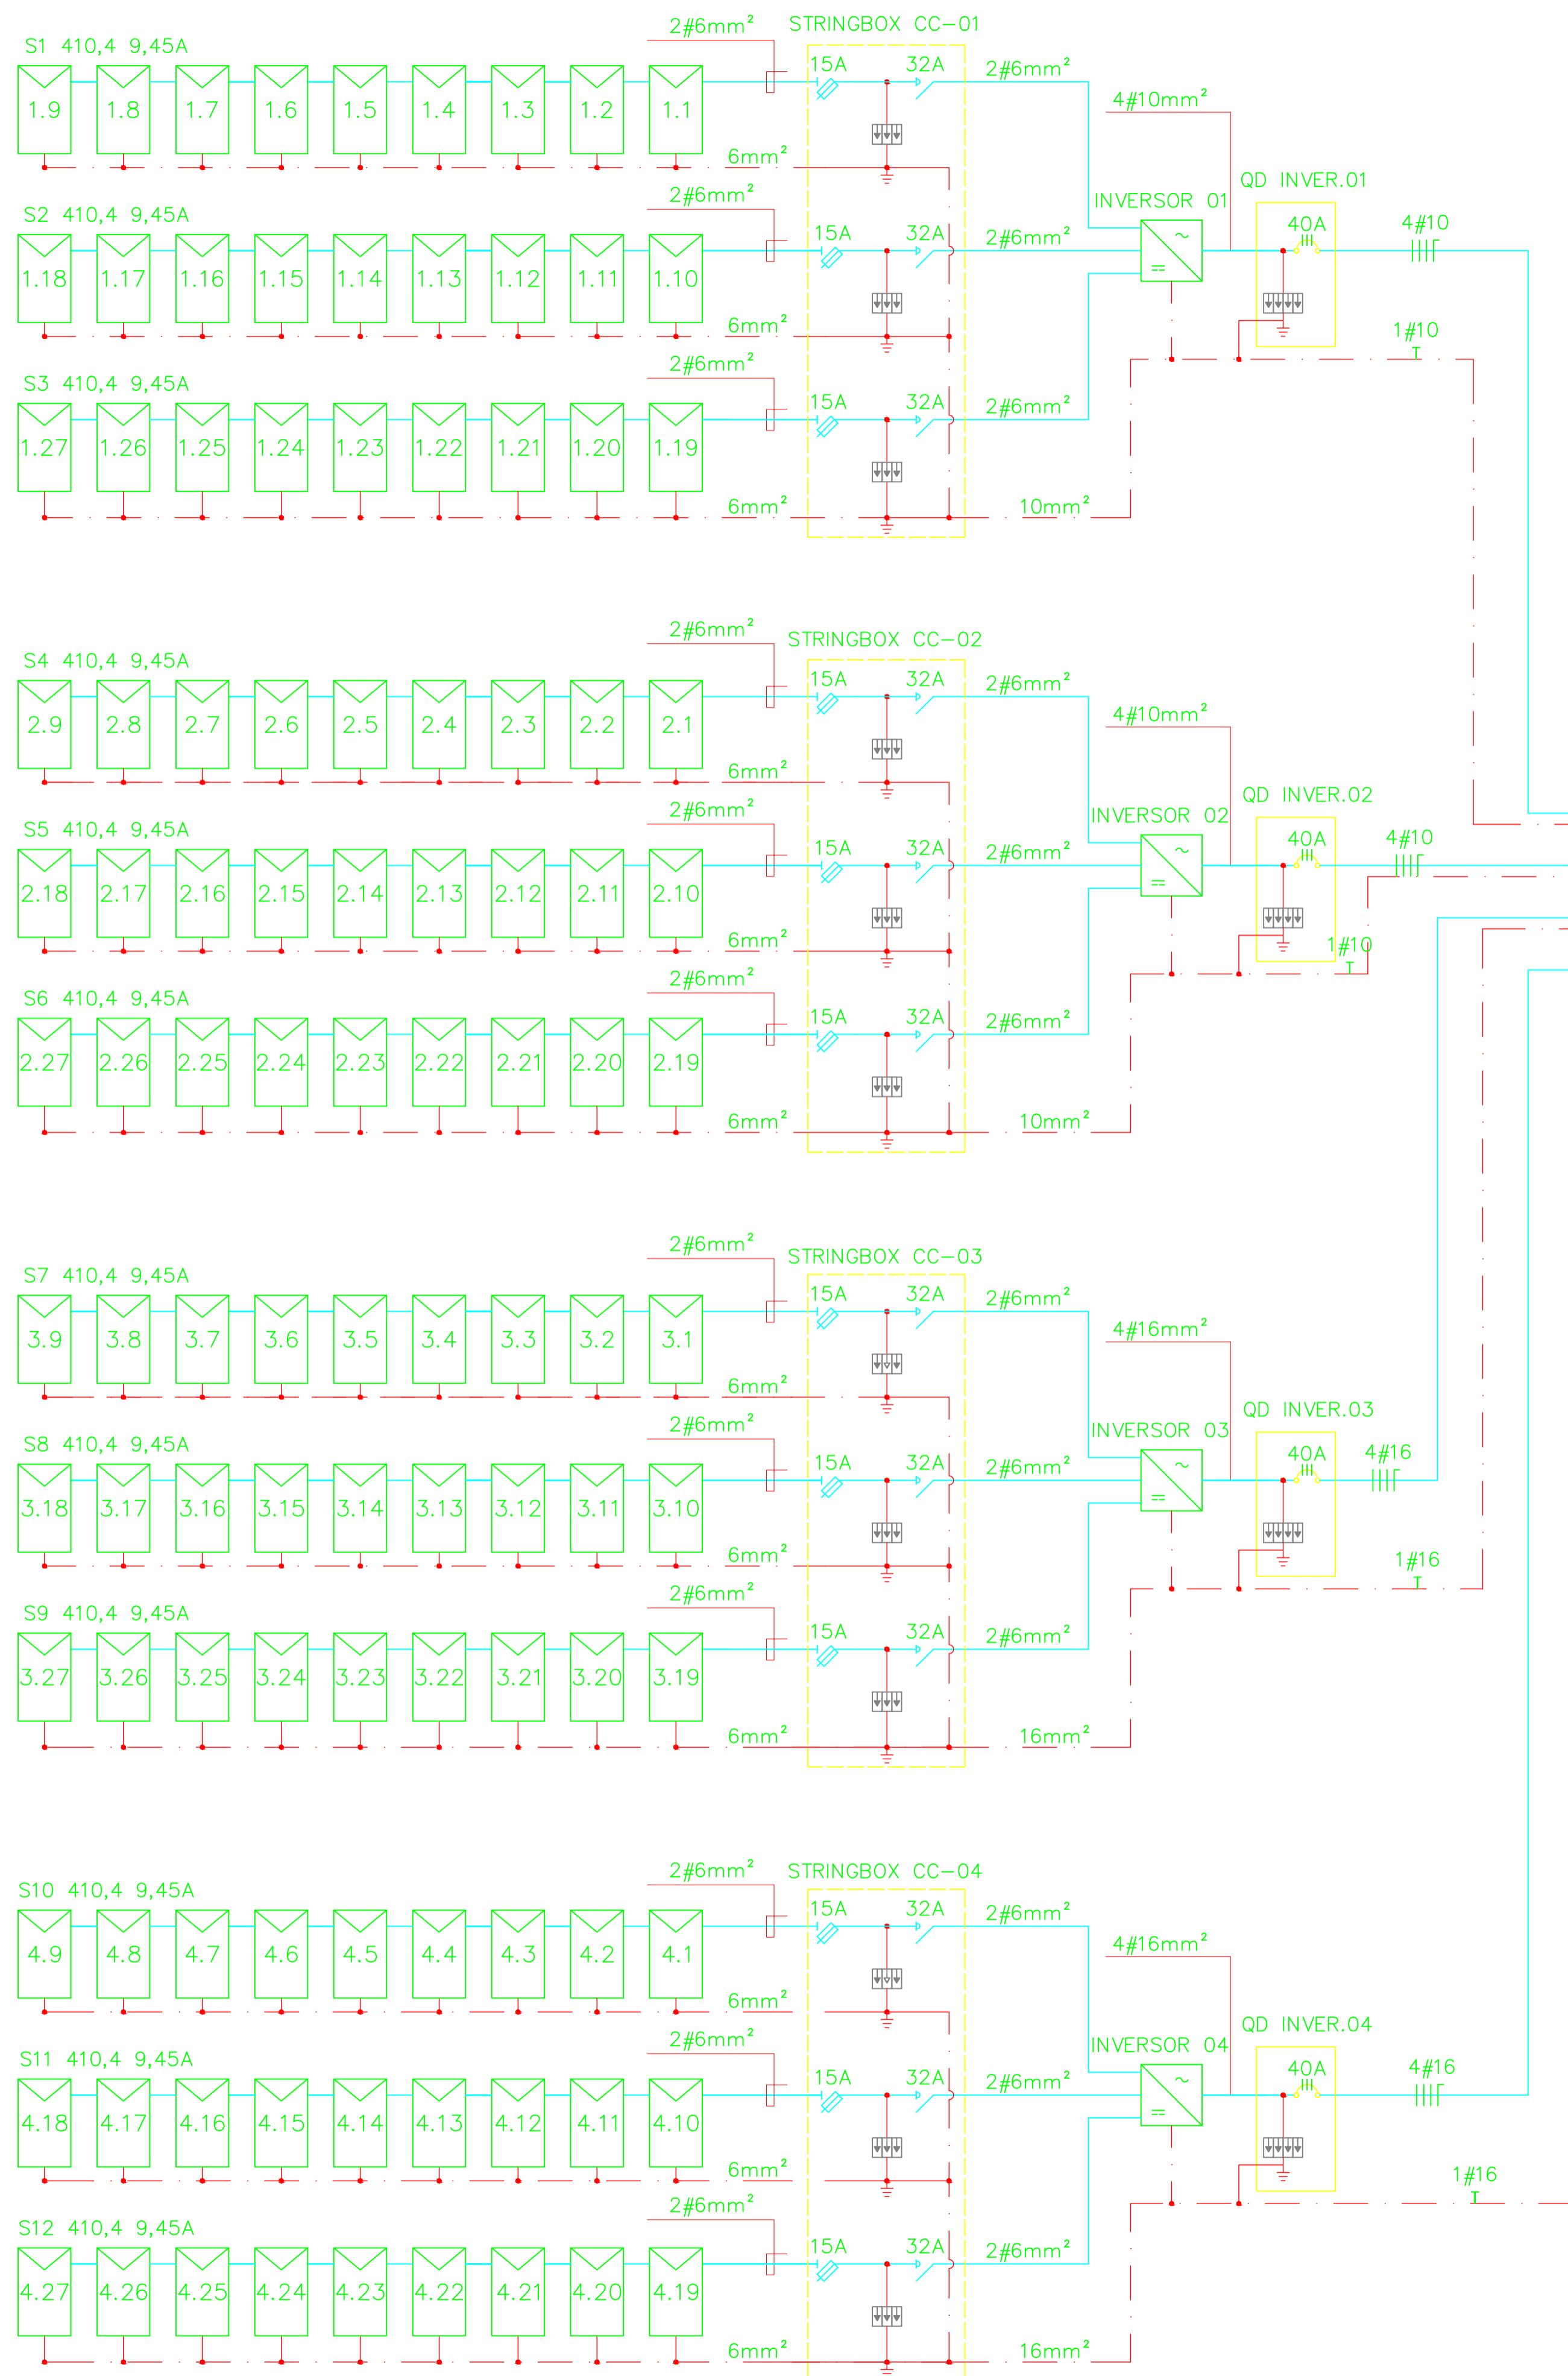 2#6mm² STRINGBOX CC-01
S1 410,4 9,45A
15A 32A 2#6mm²
1.9 1.8 1.7 1.6 1.5 1.4 1.3 1.2 1.1
4#10mm²
6mm²
QD INVER.01
2#6mm²
INVERSOR 01
S2 410,4 9,45A
15A 32A 2#6mm² 40A 4#10
1.18 1.17 1.16 1.15 1.14 1.13 1.12 1.11 1.10
6mm² 1#10
2#6mm²
S3 410,4 9,45A
15A 32A 2#6mm²
1.27 1.26 1.25 1.24 1.23 1.22 1.21 1.20 1.19
6mm² 10mm²
2#6mm² STRINGBOX CC-02
S4 410,4 9,45A
15A 32A 2#6mm²
2.9 2.8 2.7 2.6 2.5 2.4 2.3 2.2 2.1
4#10mm²
6mm²
QD INVER.02
2#6mm²
INVERSOR 02
S5 410,4 9,45A
15A 32A 2#6mm² 40A 4#10
2.18 2.17 2.16 2.15 2.14 2.13 2.12 2.11 2.10
6mm² 1#10
2#6mm²
S6 410,4 9,45A
15A 32A 2#6mm²
2.27 2.26 2.25 2.24 2.23 2.22 2.21 2.20 2.19
6mm² 10mm²
2#6mm² STRINGBOX CC-03
S7 410,4 9,45A
15A 32A 2#6mm²
3.9 3.8 3.7 3.6 3.5 3.4 3.3 3.2 3.1
4#16mm²
6mm²
QD INVER.03
2#6mm²
INVERSOR 03
S8 410,4 9,45A
15A 32A 2#6mm² 40A 4#16
3.18 3.17 3.16 3.15 3.14 3.13 3.12 3.11 3.10
6mm² 1#16
2#6mm²
S9 410,4 9,45A
15A 32A 2#6mm²
3.27 3.26 3.25 3.24 3.23 3.22 3.21 3.20 3.19
6mm² 16mm²
2#6mm² STRINGBOX CC-04
S10 410,4 9,45A
15A 32A 2#6mm²
4.9 4.8 4.7 4.6 4.5 4.4 4.3 4.2 4.1
4#16mm²
6mm²
QD INVER.04
2#6mm²
INVERSOR 04
S11 410,4 9,45A
15A 32A 2#6mm² 40A 4#16
4.18 4.17 4.16 4.15 4.14 4.13 4.12 4.11 4.10
6mm² 1#16
2#6mm²
S12 410,4 9,45A
15A 32A 2#6mm²
4.27 4.26 4.25 4.24 4.23 4.22 4.21 4.20 4.19
6mm² 16mm²